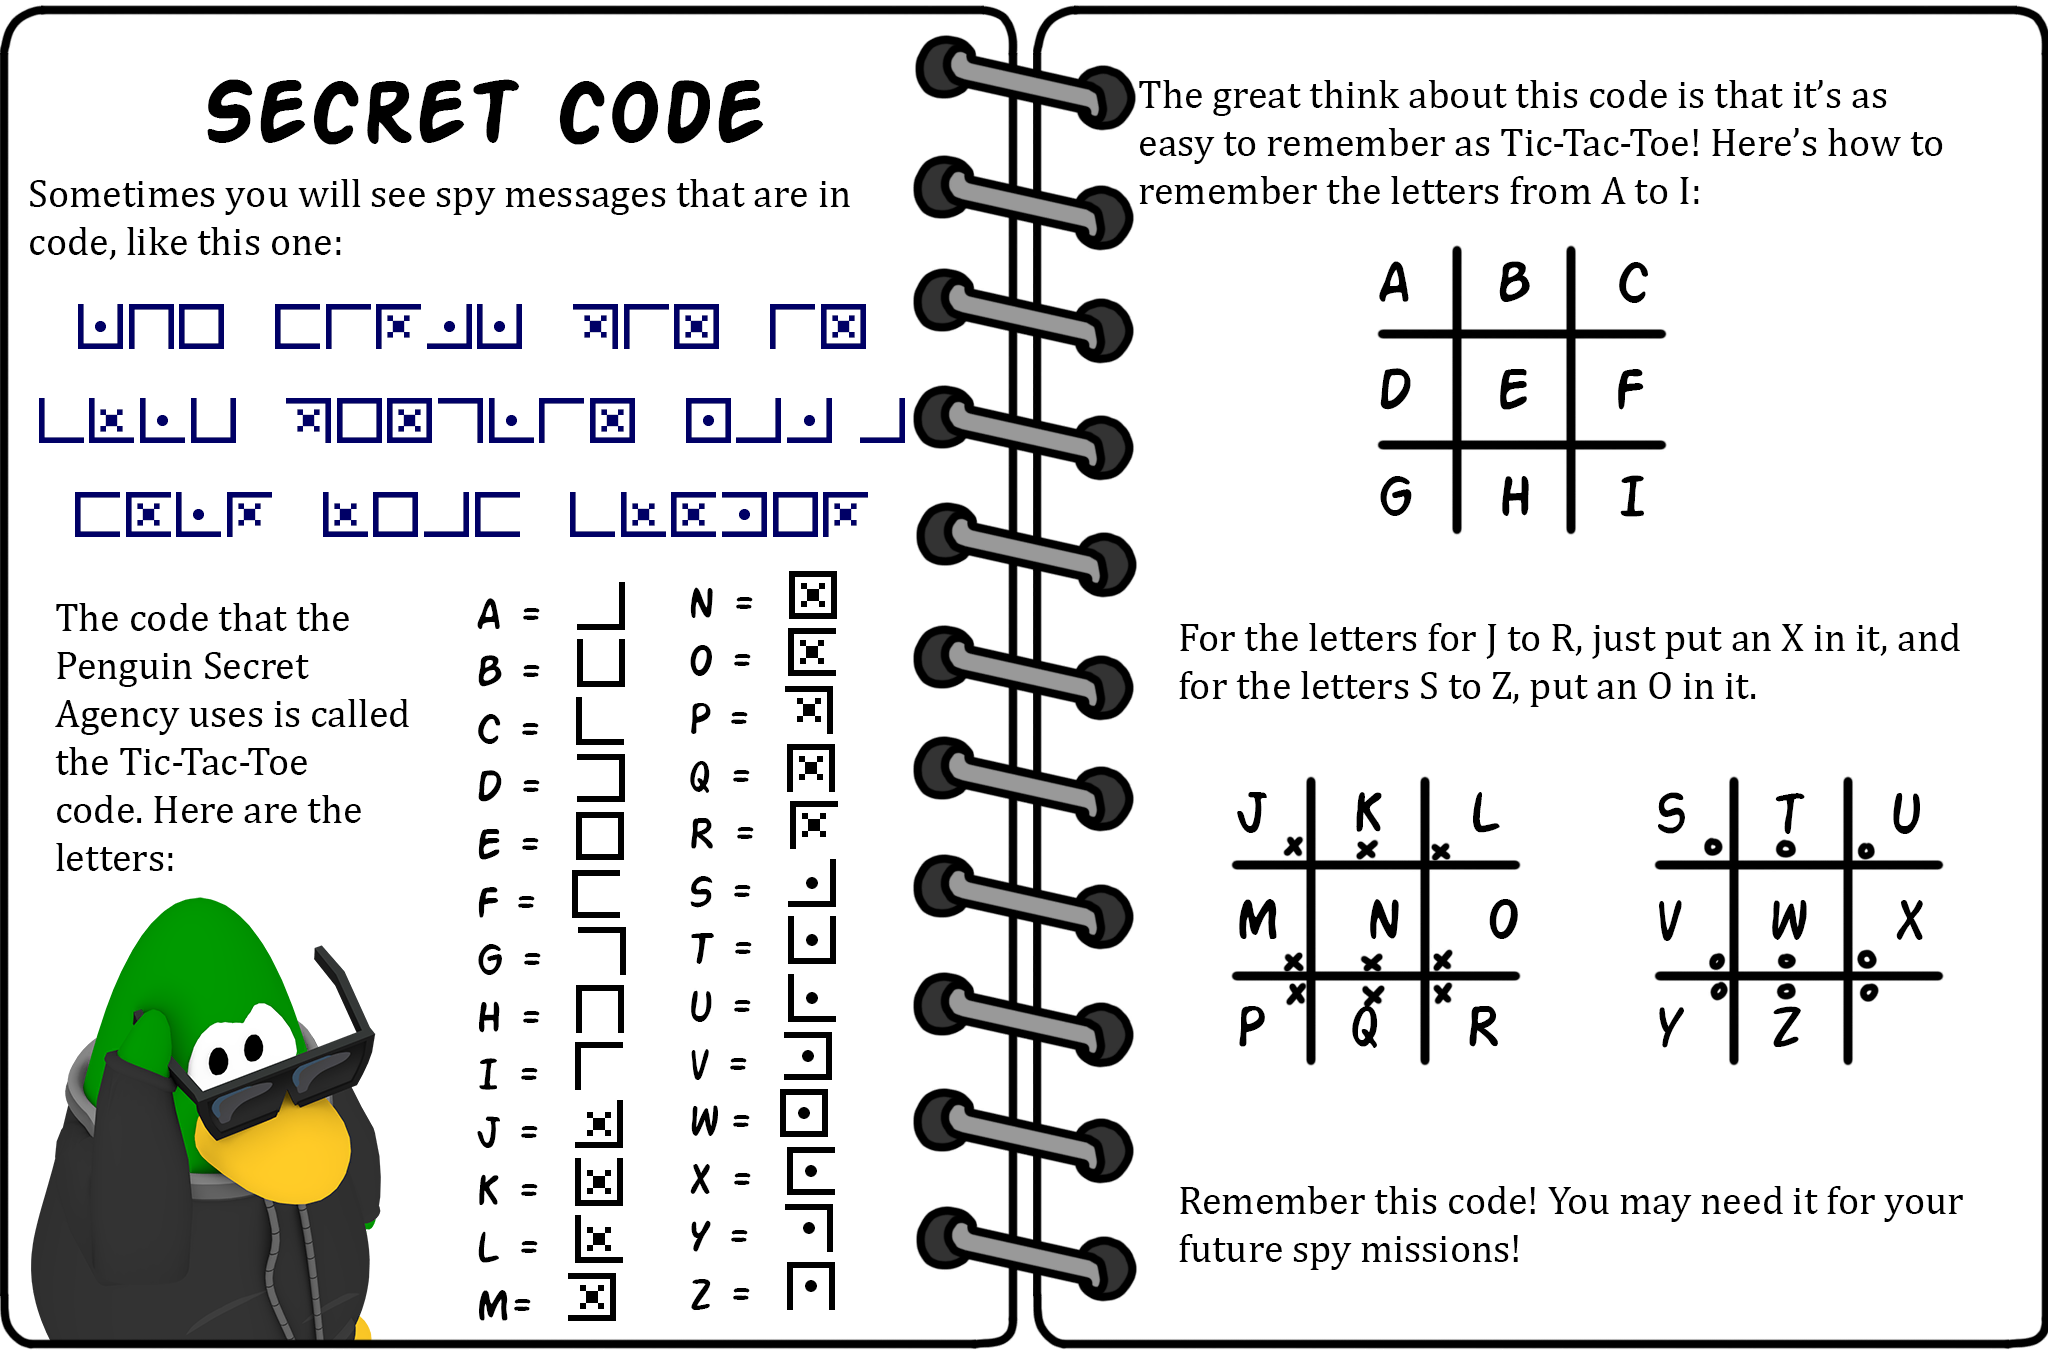 SECRET CODE
Sometimes you will see spy messages that are in
code, like this one:
The code that the
Penguin Secret
Agency uses is called
the Tic-Tac-Toe
code. Here are the
letters:
A =
B =
C =
D =
E =
F =
G =
H =
I =
J =
K =
L =
M=
N =
O =
P =
Q =
R =
S =
T =
U =
V =
W =
X =
Y =
Z =
The great think about this code is that it’s as
easy to remember as Tic-Tac-Toe! Here’s how to
remember the letters from A to I:
A B C
D E F
G H I
For the letters for J to R, just put an X in it, and
for the letters S to Z, put an O in it.
J K L
M N O
P Q R
S T U
V W X
Y Z
Remember this code! You may need it for your
future spy missions!